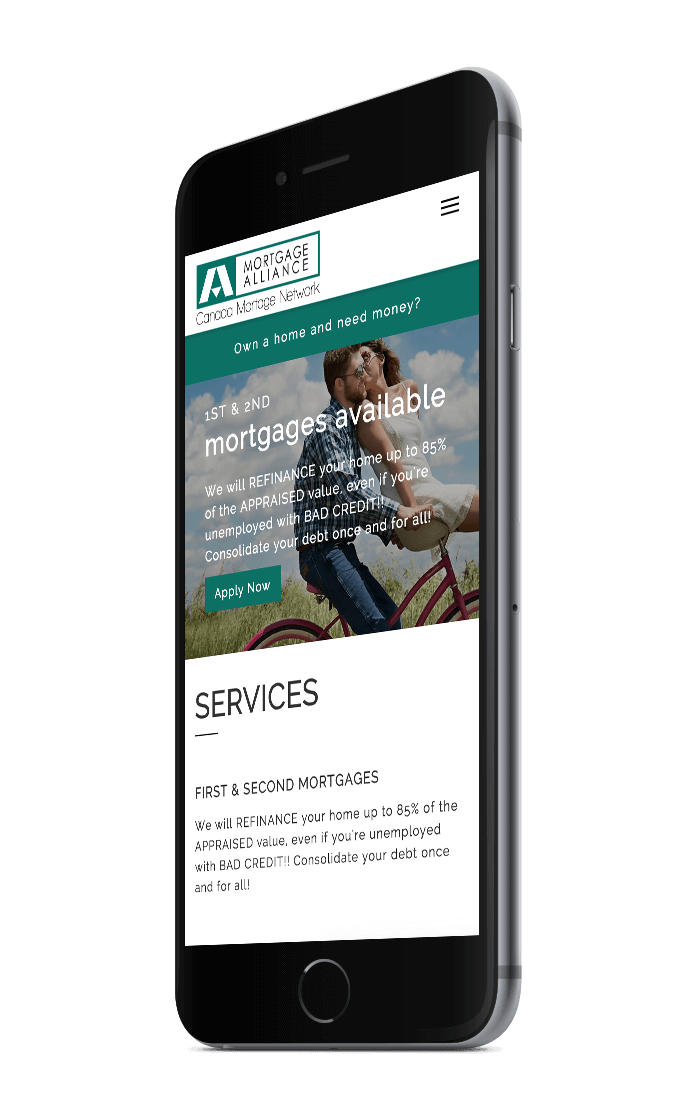 MORTGAGE
ALLIANCE
Canada Mortage Network
Own a home and need money?
1ST & 2ND
mortgages available
We will REFINANCE your home up to 85%
of the APPRAISED value, even if you're
unemployed with BAD CREDIT!!
Consolidate your debt once and for all!
Apply Now
SERVICES
FIRST & SECOND MORTGAGES
We will REFINANCE your home up to 85% of the
APPRAISED value, even if you're unemployed
with BAD CREDIT!! Consolidate your debt once
and for all!